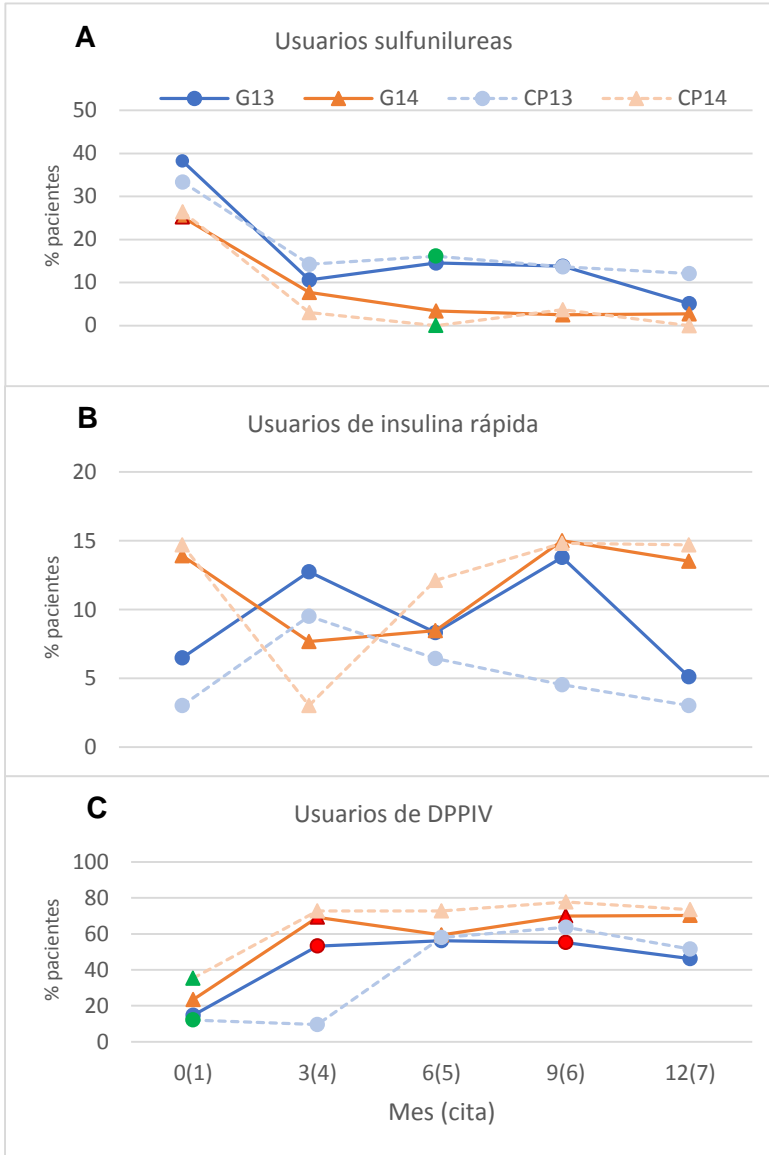 A
Usuarios sulfunilureas
G13 G14 CP13 CP14
50
40
30
20
10
0
% pacientes
B
Usuarios de insulina rápida
20
15
10
5
0
% pacientes
C
Usuarios de DPPIV
100
80
60
40
20
0
% pacientes
0(1) 3(4) 6(5) 9(6) 12(7)
Mes (cita)